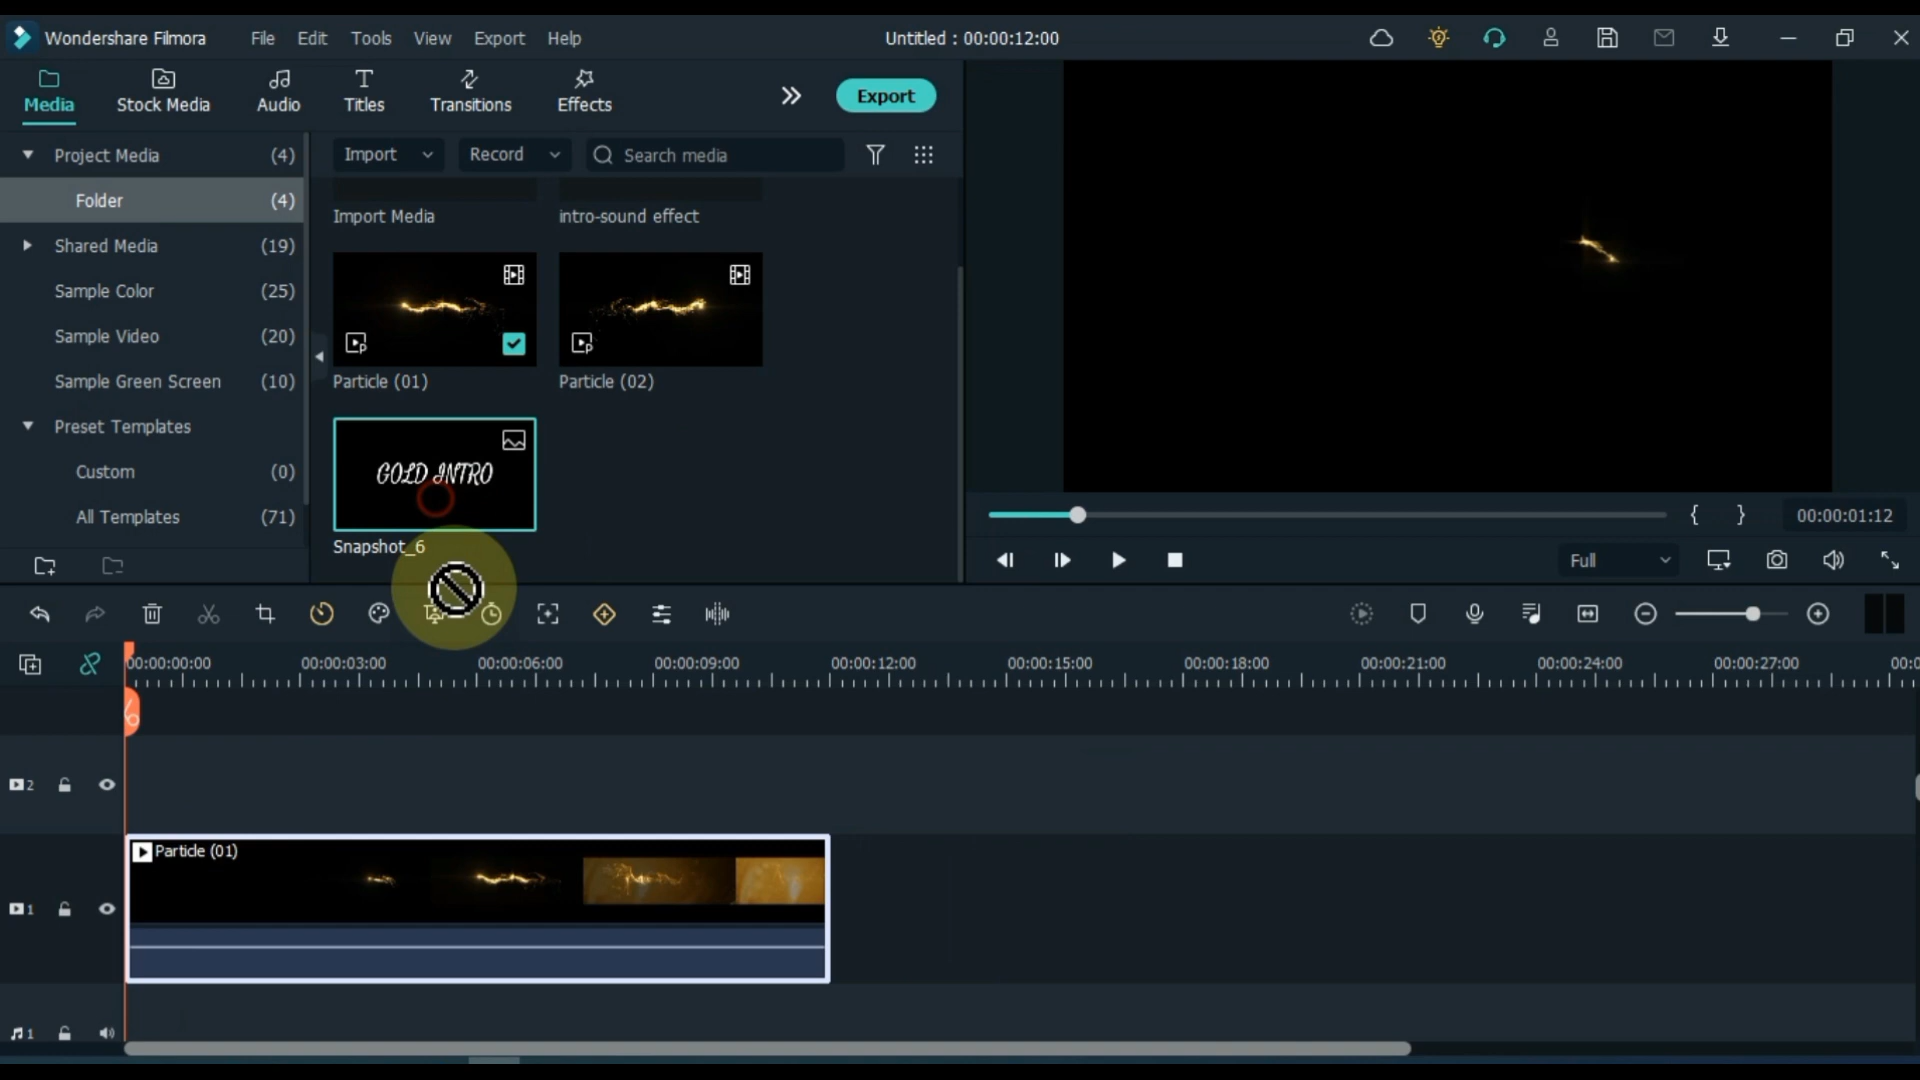 Wondershare Filmora File Edit Tools View Export Help Untitled : 00:00:12:00
Media Stock Media Audio Titles Transitions Effects Export
Project Media (4) Import Record Search media
Folder (4)
Import Media intro-sound effect
Shared Media (19)
Sample Color (25)
Sample Video (20)
Sample Green Screen (10) Particle (01) Particle (02)
Preset Templates
Custom (0) GOLD INTRO
All Templates (71) 00:00:01:12
Snapshot_6
Full
00:00:00:00 00:00:03:00 00:00:06:00 00:00:09:00 00:00:12:00 00:00:15:00 00:00:18:00 00:00:21:00 00:00:24:00 00:00:27:00 00:0
2
Particle (01)
1
1